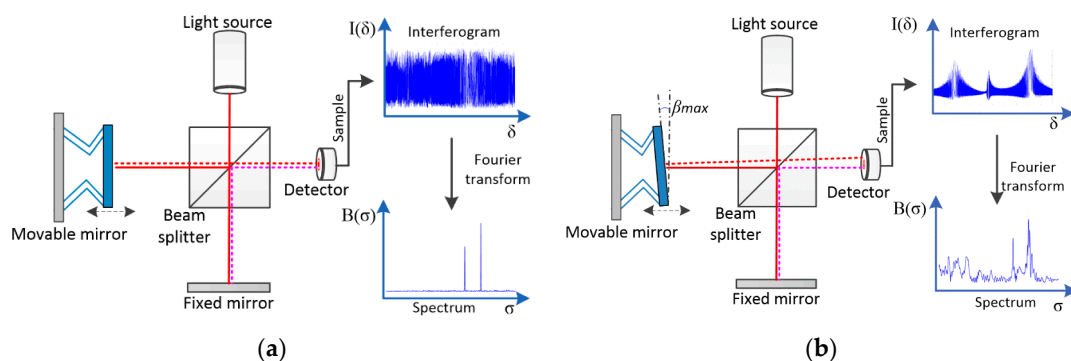 Light source
I(δ)
Interferogram
δ
Sample
Detector
Fourier
transform
Movable mirror
Beam
splitter
B(σ)
Fixed mirror
Spectrum
σ
(a)
Light source
I(δ)
Interferogram
δ
βmax
Sample
Detector
Fourier
transform
Movable mirror
Beam
splitter
B(σ)
Fixed mirror
Spectrum
σ
(b)